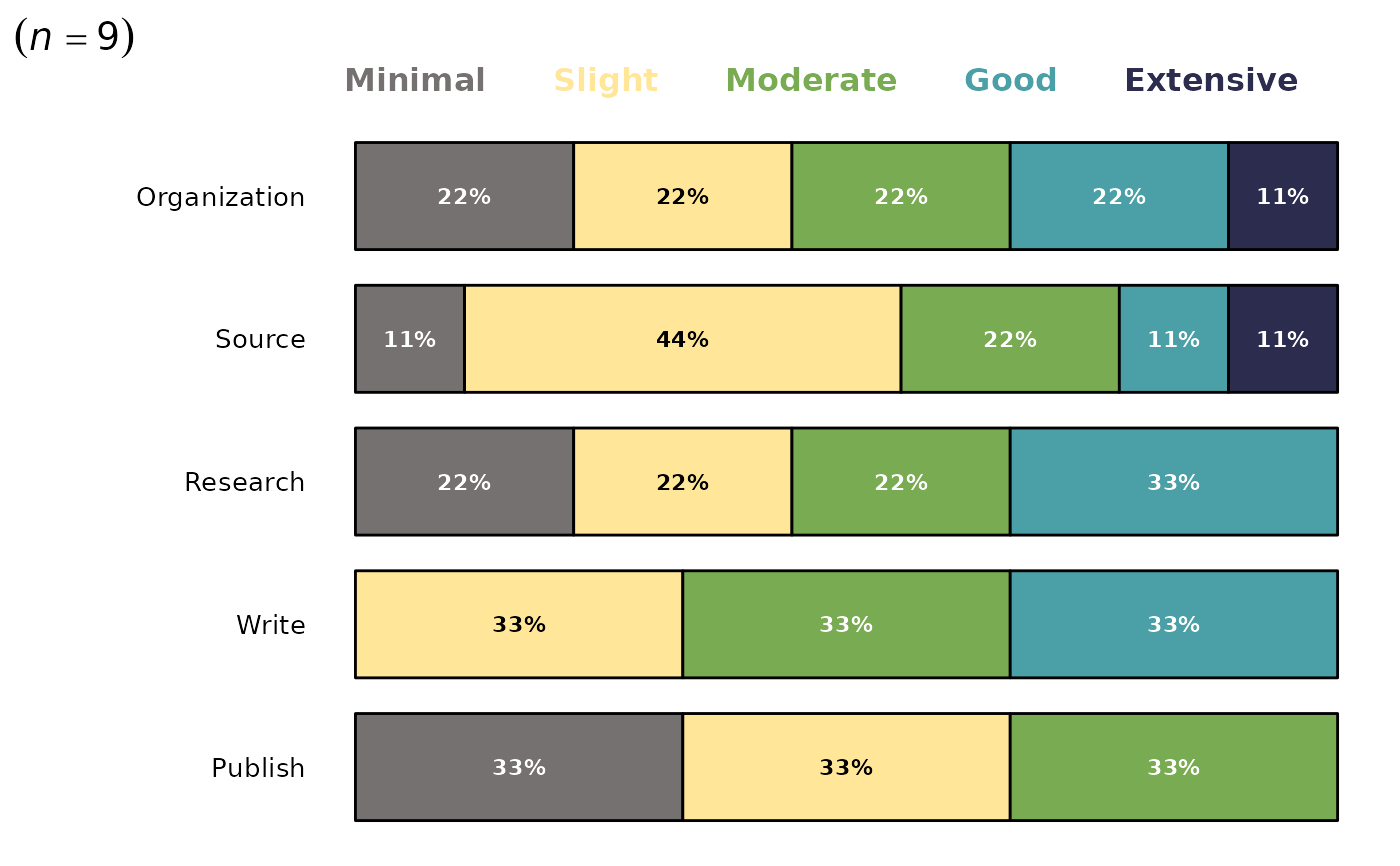 (n = 9)
Minimal Slight Moderate Good Extensive
Organization 22% 22% 22% 22% 11%
Source 11% 44% 22% 11% 11%
Research 22% 22% 22% 33%
Write 33% 33% 33%
Publish 33% 33% 33%